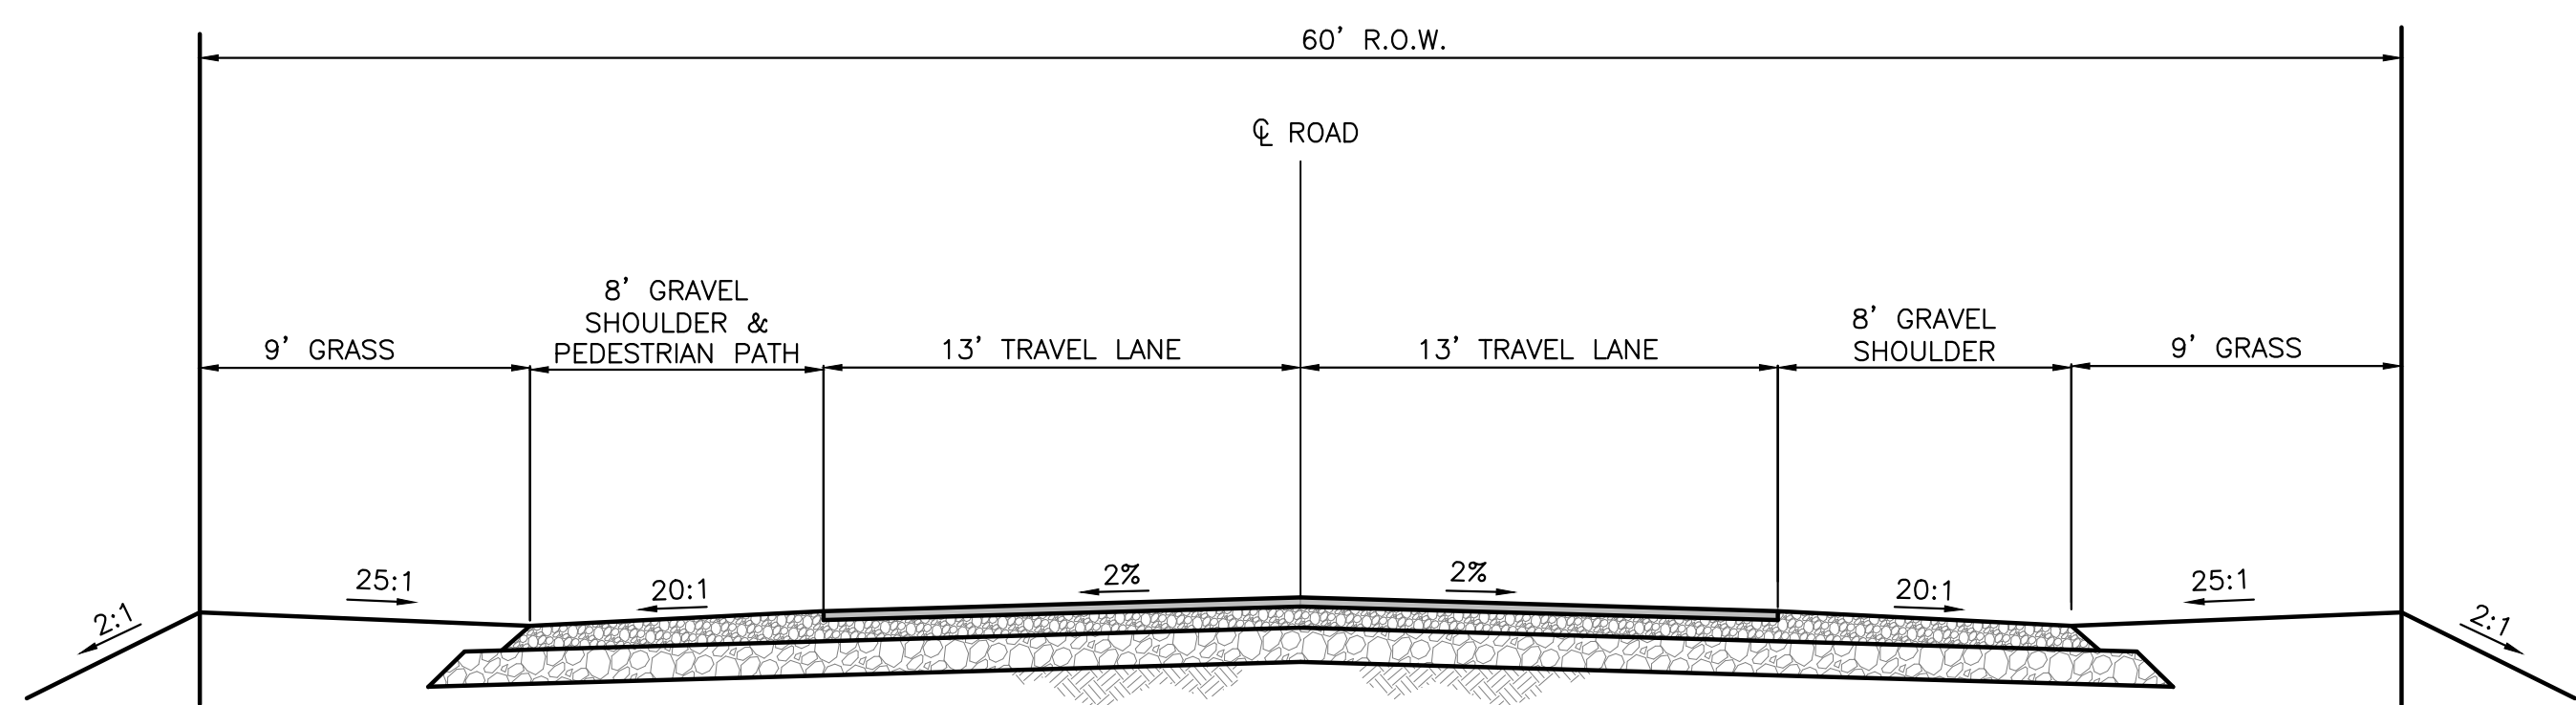 60' R.O.W.
℄ ROAD
9' GRASS
8' GRAVEL
SHOULDER &
PEDESTRIAN PATH
13' TRAVEL LANE
13' TRAVEL LANE
8' GRAVEL
SHOULDER
9' GRASS
2:1
25:1
20:1
2%
2%
20:1
25:1
2:1